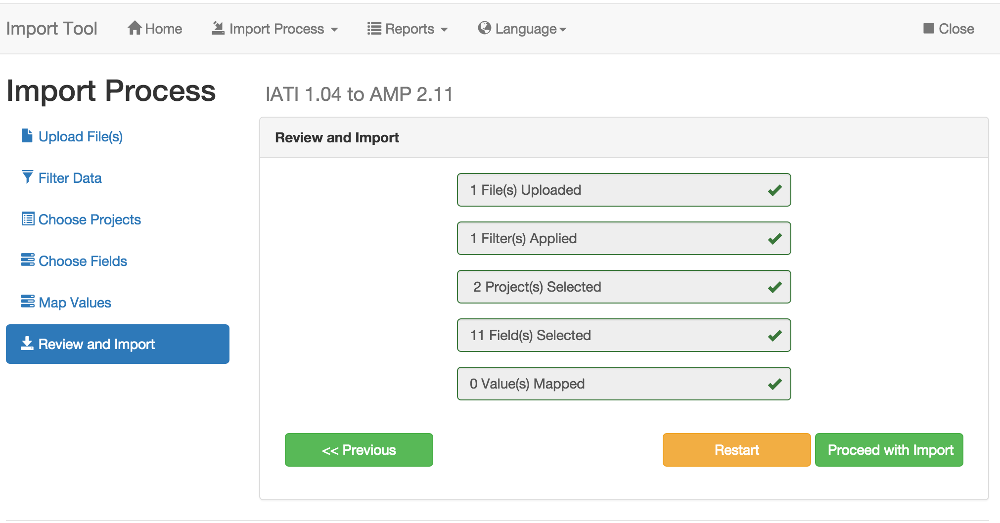 Import Tool Home Import Process Reports Language Close
Import Process
IATI 1.04 to AMP 2.11
Upload File(s)
Filter Data
Choose Projects
Choose Fields
Map Values
Review and Import
Review and Import
1 File(s) Uploaded
1 Filter(s) Applied
2 Project(s) Selected
11 Field(s) Selected
0 Value(s) Mapped
<< Previous
Restart
Proceed with Import